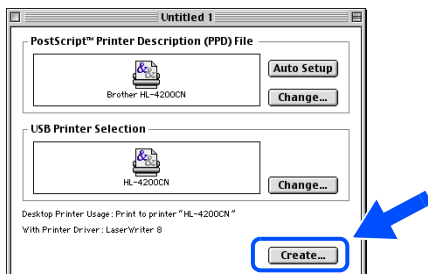 Untitled 1
PostScript™ Printer Description (PPD) File
Auto Setup
Brother HL-4200CN
Change...
USB Printer Selection
HL-4200CN
Change...
Desktop Printer Usage: Print to printer "HL-4200CN"
With Printer Driver: LaserWriter 8
Create...